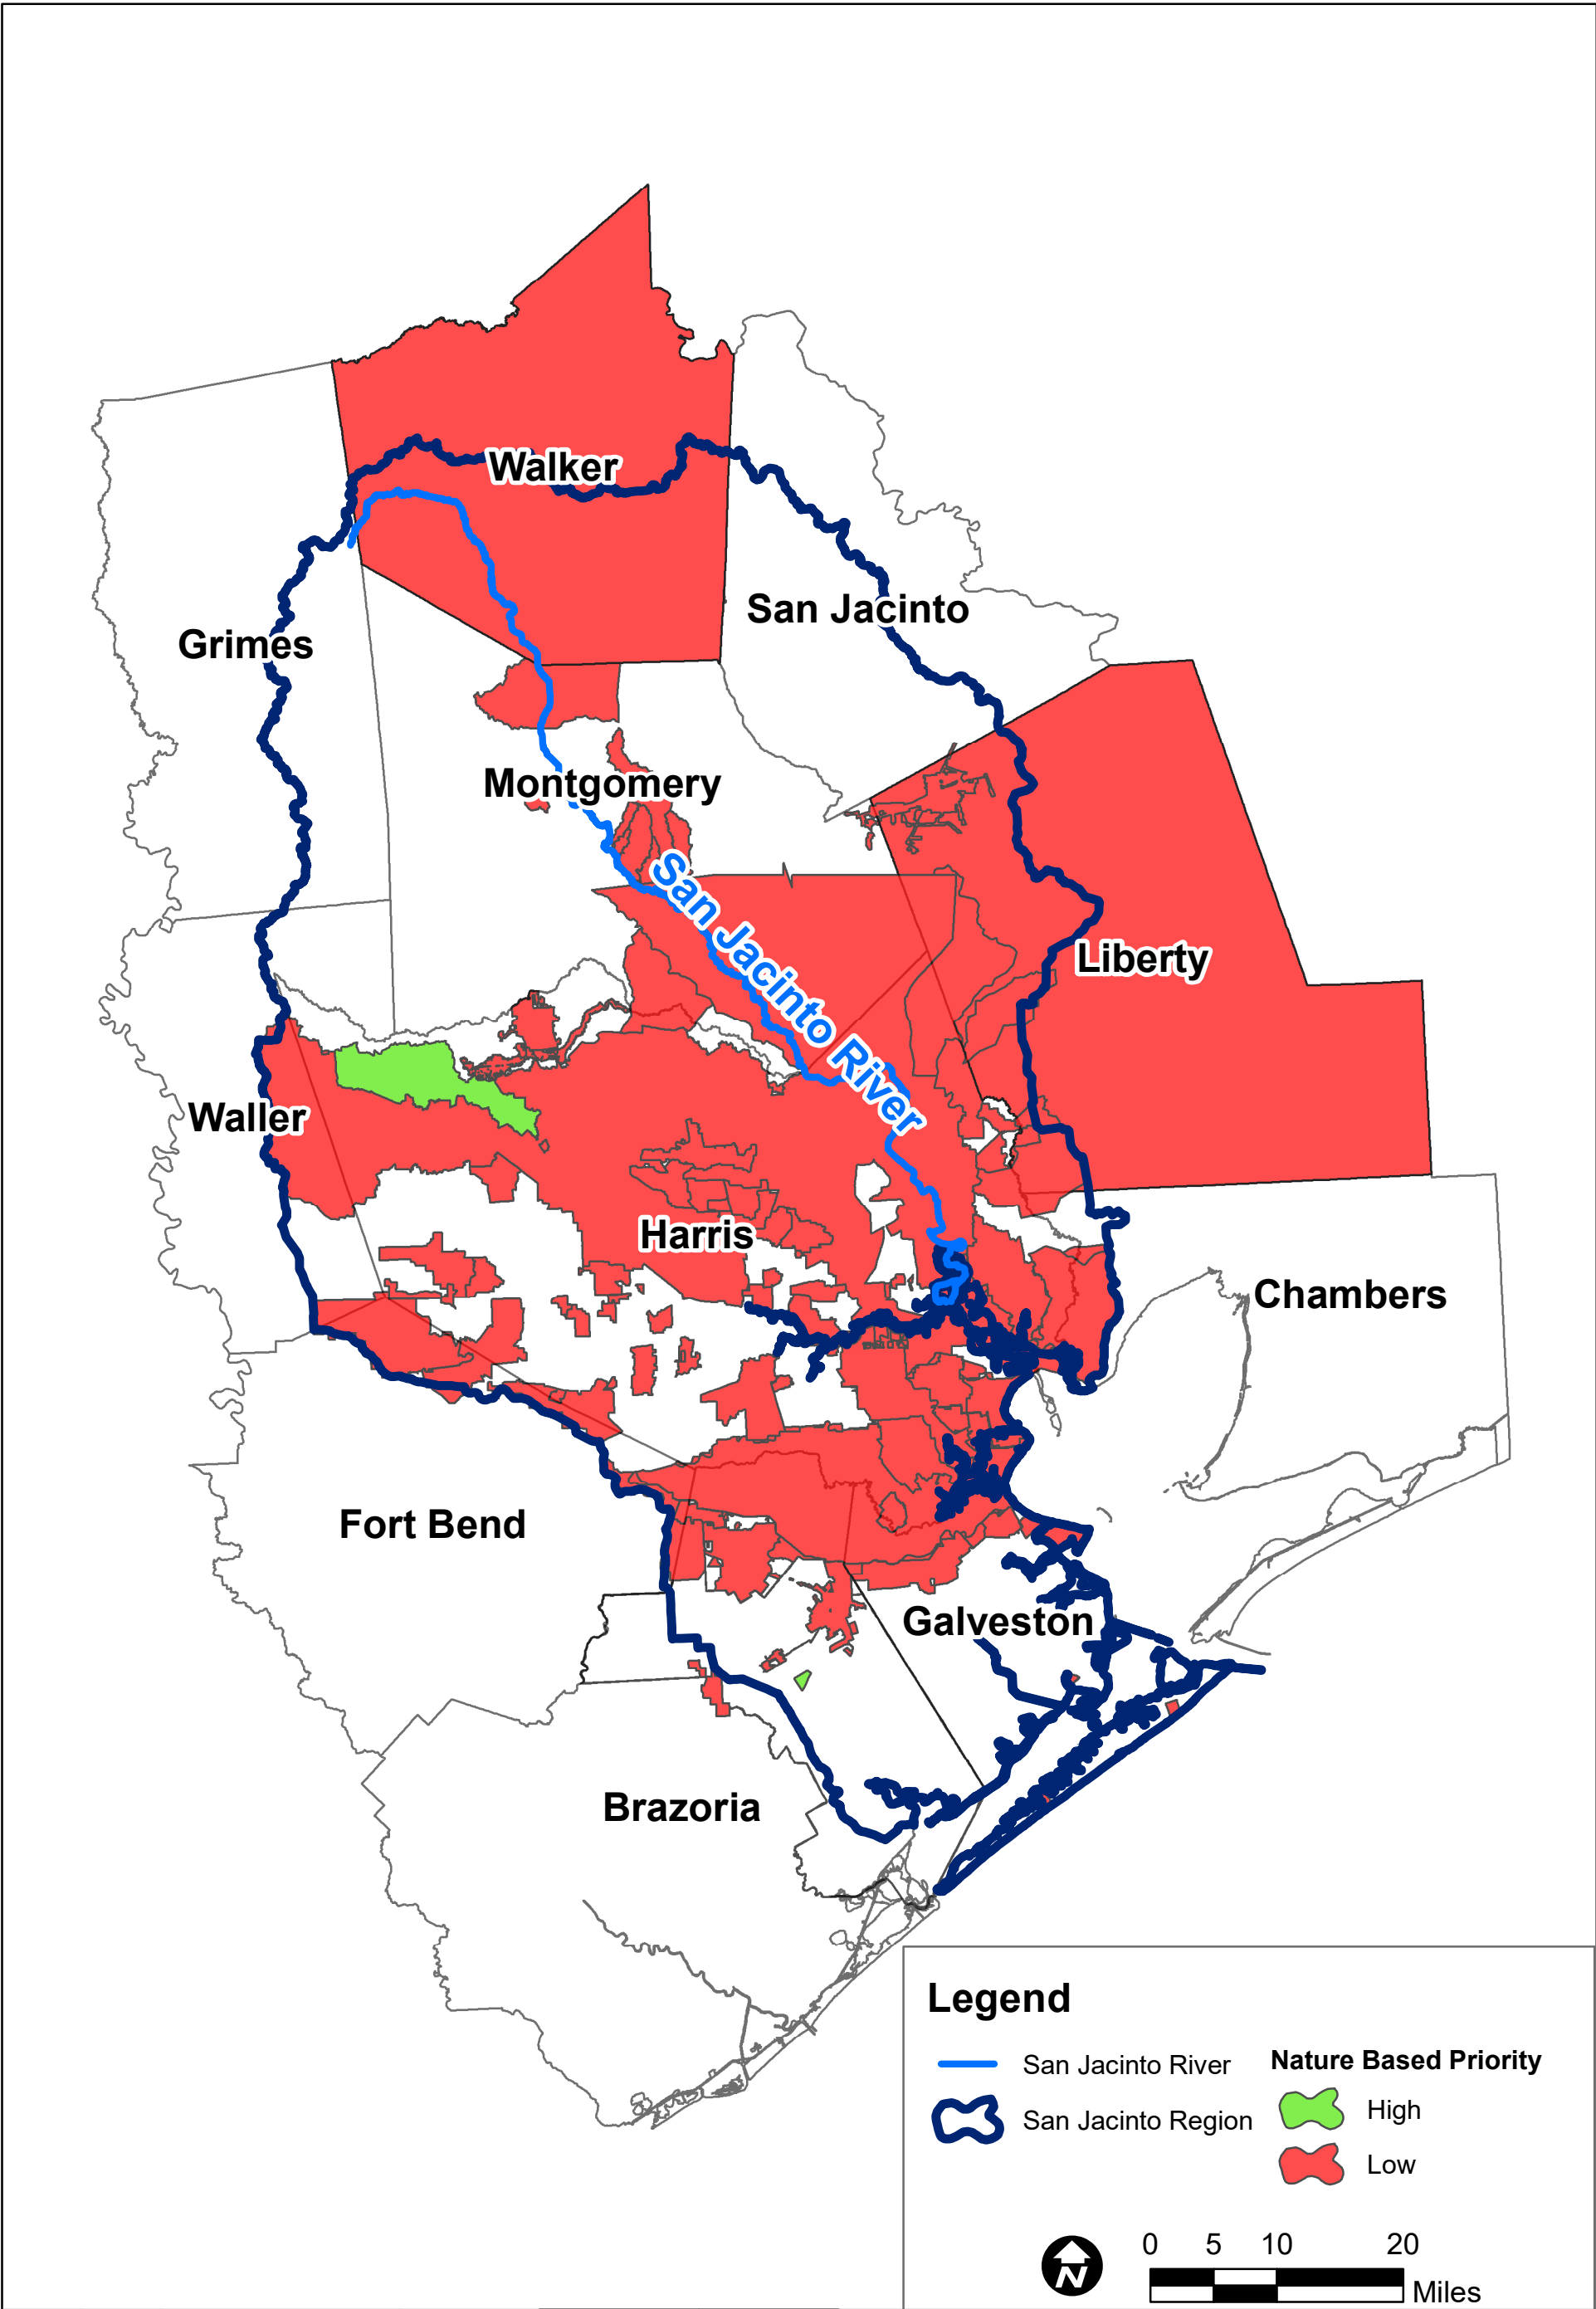 Walker
San Jacinto
Grimes
Montgomery
San Jacinto River
Liberty
Waller
Harris
Chambers
Fort Bend
Galveston
Brazoria
Legend
San Jacinto River
San Jacinto Region
Nature Based Priority
High
Low
N
0 5 10 20
Miles